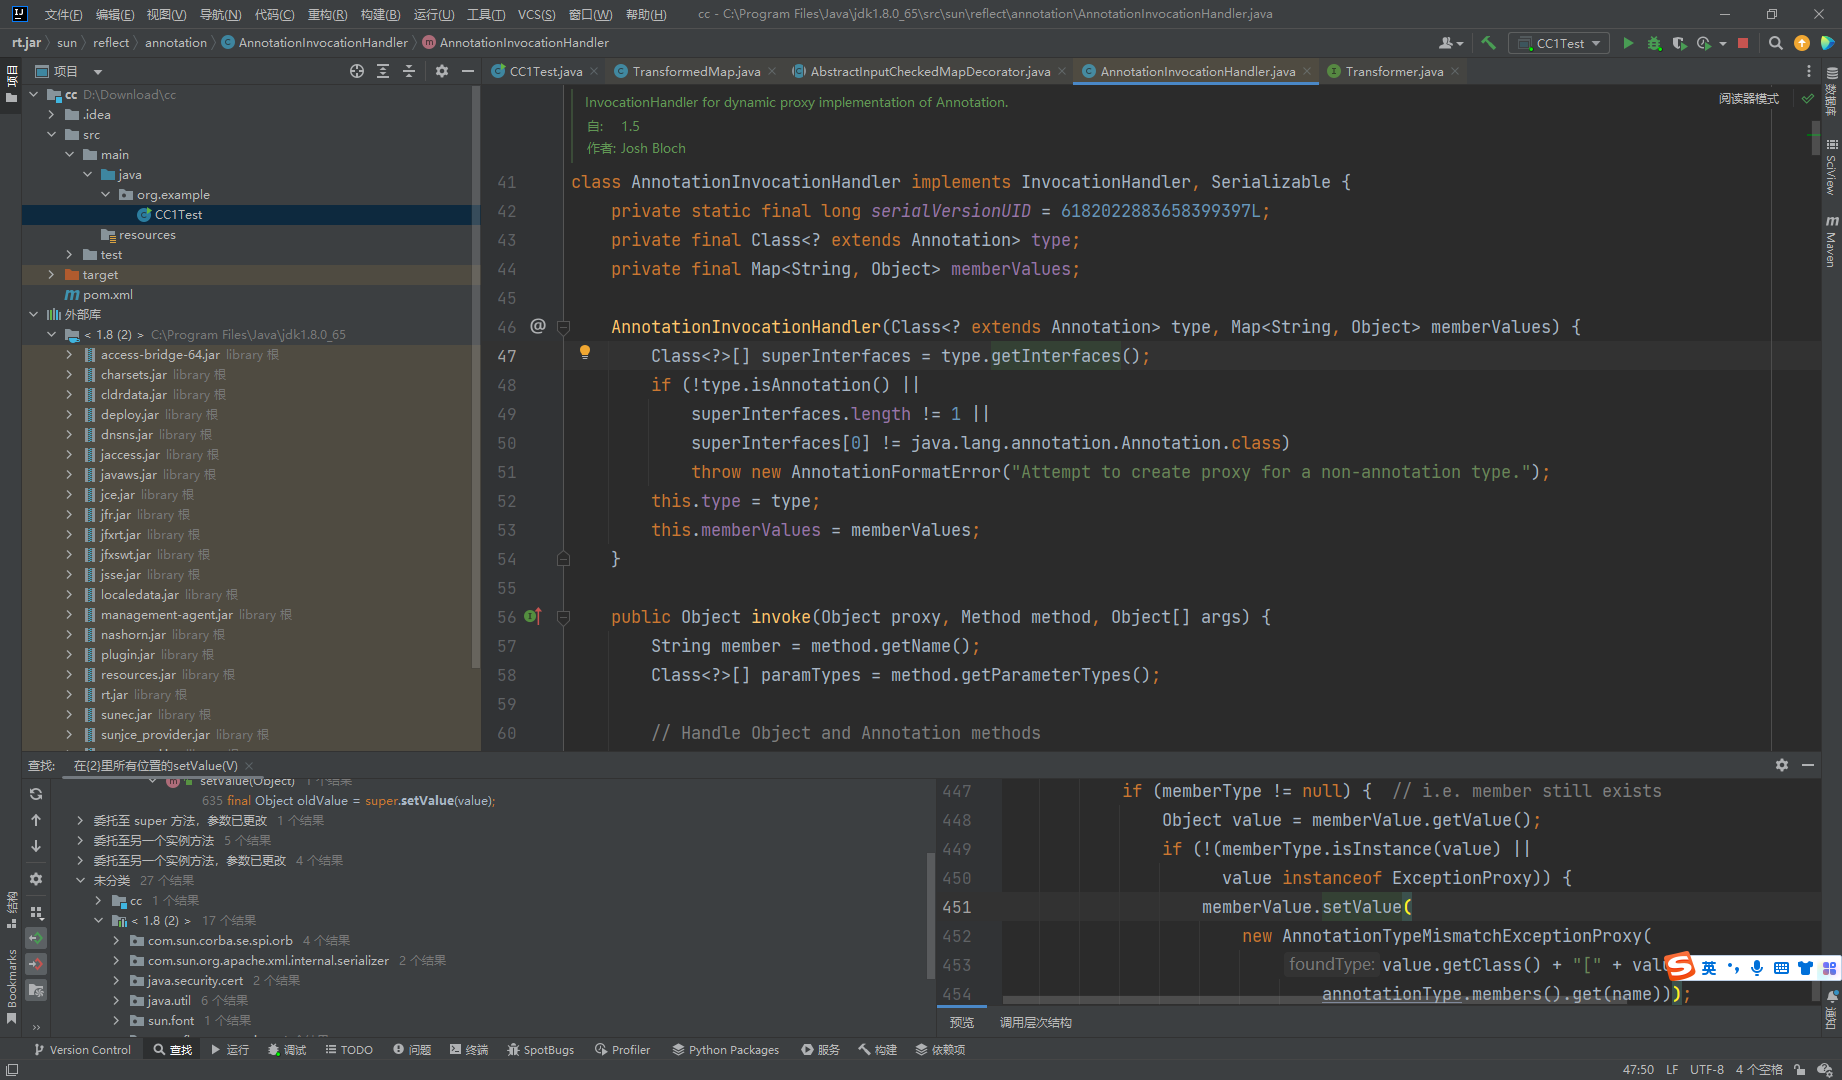 文件(F) 编辑(E) 视图(V) 导航(N) 代码(C) 重构(R) 构建(B) 运行(U) 工具(T) VCS(S) 窗口(W) 帮助(H) cc - C:\Program Files\Java\jdk1.8.0_65\src\sun\reflect\annotation\AnnotationInvocationHandler.java
rt.jar sun reflect annotation AnnotationInvocationHandler AnnotationInvocationHandler CC1Test
项目
项目
CC1Test.java TransformedMap.java AbstractInputCheckedMapDecorator.java AnnotationInvocationHandler.java Transformer.java
cc D:\Download\cc
.idea
src
main
java
org.example
CC1Test
resources
test
target
pom.xml
外部库
< 1.8 (2) > C:\Program Files\Java\jdk1.8.0_65
access-bridge-64.jar library 根
charsets.jar library 根
cldrdata.jar library 根
deploy.jar library 根
dnsns.jar library 根
jaccess.jar library 根
javaws.jar library 根
jce.jar library 根
jfr.jar library 根
jfxrt.jar library 根
jfxswt.jar library 根
jsse.jar library 根
localedata.jar library 根
management-agent.jar library 根
nashorn.jar library 根
plugin.jar library 根
resources.jar library 根
rt.jar library 根
sunec.jar library 根
sunjce_provider.jar library 根
InvocationHandler for dynamic proxy implementation of Annotation.
自: 1.5
作者: Josh Bloch
阅读器模式
41 class AnnotationInvocationHandler implements InvocationHandler, Serializable {
42 private static final long serialVersionUID = 6182022883658399397L;
43 private final Class<? extends Annotation> type;
44 private final Map<String, Object> memberValues;
45
46 @ AnnotationInvocationHandler(Class<? extends Annotation> type, Map<String, Object> memberValues) {
47 Class<?>[] superInterfaces = type.getInterfaces();
48 if (!type.isAnnotation() ||
49 superInterfaces.length != 1 ||
50 superInterfaces[0] != java.lang.annotation.Annotation.class)
51 throw new AnnotationFormatError("Attempt to create proxy for a non-annotation type.");
52 this.type = type;
53 this.memberValues = memberValues;
54 }
55
56 public Object invoke(Object proxy, Method method, Object[] args) {
57 String member = method.getName();
58 Class<?>[] paramTypes = method.getParameterTypes();
59
60 // Handle Object and Annotation methods
数据库
SciView
Maven
通知
结构
Bookmarks
查找: 在{2}里所有位置的setValue(V)
setValue(Object) 1 个结果
635 final Object oldValue = super.setValue(value);
委托至 super 方法，参数已更改 1 个结果
委托至另一个实例方法 5 个结果
委托至另一个实例方法，参数已更改 4 个结果
未分类 27 个结果
cc 1 个结果
< 1.8 (2) > 17 个结果
com.sun.corba.se.spi.orb 4 个结果
com.sun.org.apache.xml.internal.serializer 2 个结果
java.security.cert 2 个结果
java.util 6 个结果
sun.font 1 个结果
447 if (memberType != null) { // i.e. member still exists
448 Object value = memberValue.getValue();
449 if (!(memberType.isInstance(value) ||
450 value instanceof ExceptionProxy)) {
451 memberValue.setValue(
452 new AnnotationTypeMismatchExceptionProxy(
453 foundType: value.getClass() + "[" + valu
454 annotationType.members().get(name)));
英
预览 调用层次结构
Version Control 查找 运行 调试 TODO 问题 终端 SpotBugs Profiler Python Packages 服务 构建 依赖项
47:50 LF UTF-8 4 个空格